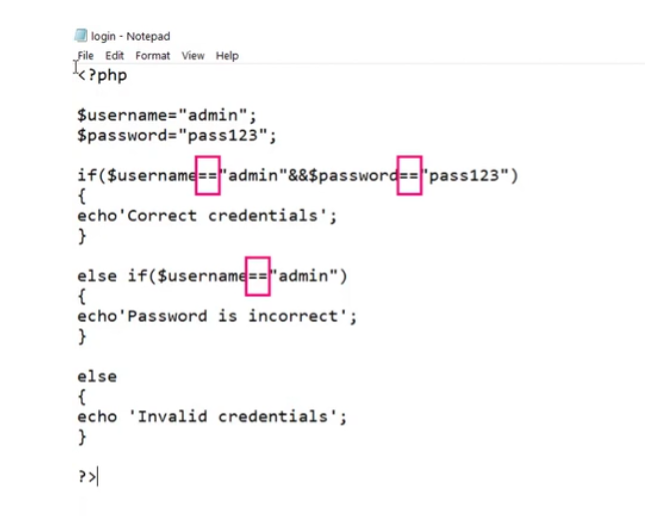 login - Notepad
File Edit Format View Help
<?php
$username="admin";
$password="pass123";
if($username=="admin"&&$password=="pass123")
{
echo'Correct credentials';
}
else if($username=="admin")
{
echo'Password is incorrect';
}
else
{
echo 'Invalid credentials';
}
?>